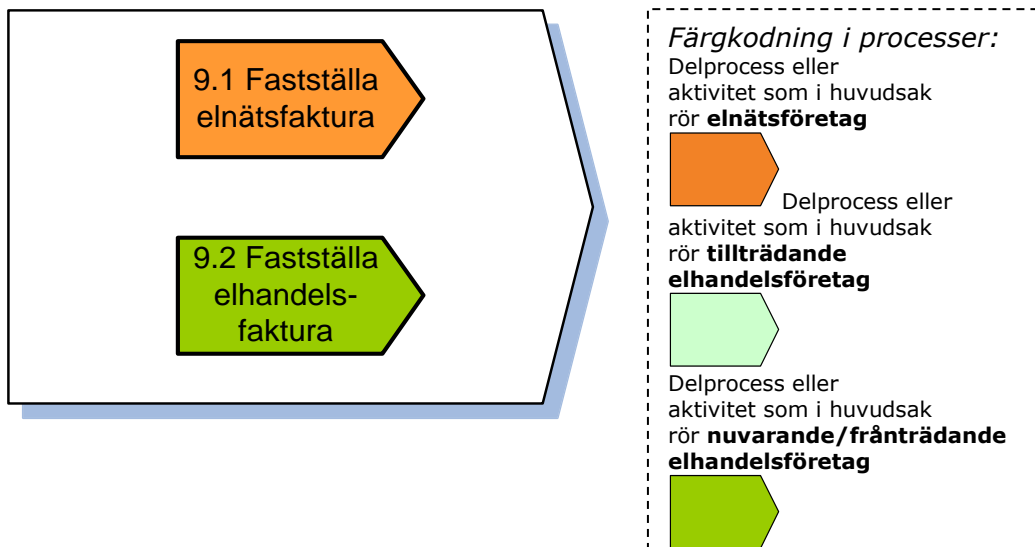 9.1 Fastställa
elnätsfaktura
9.2 Fastställa
elhandels-
faktura
Färgkodning i processer:
Delprocess eller
aktivitet som i huvudsak
rör elnätsföretag
Delprocess eller
aktivitet som i huvudsak
rör tillträdande
elhandelsföretag
Delprocess eller
aktivitet som i huvudsak
rör nuvarande/frånträdande
elhandelsföretag